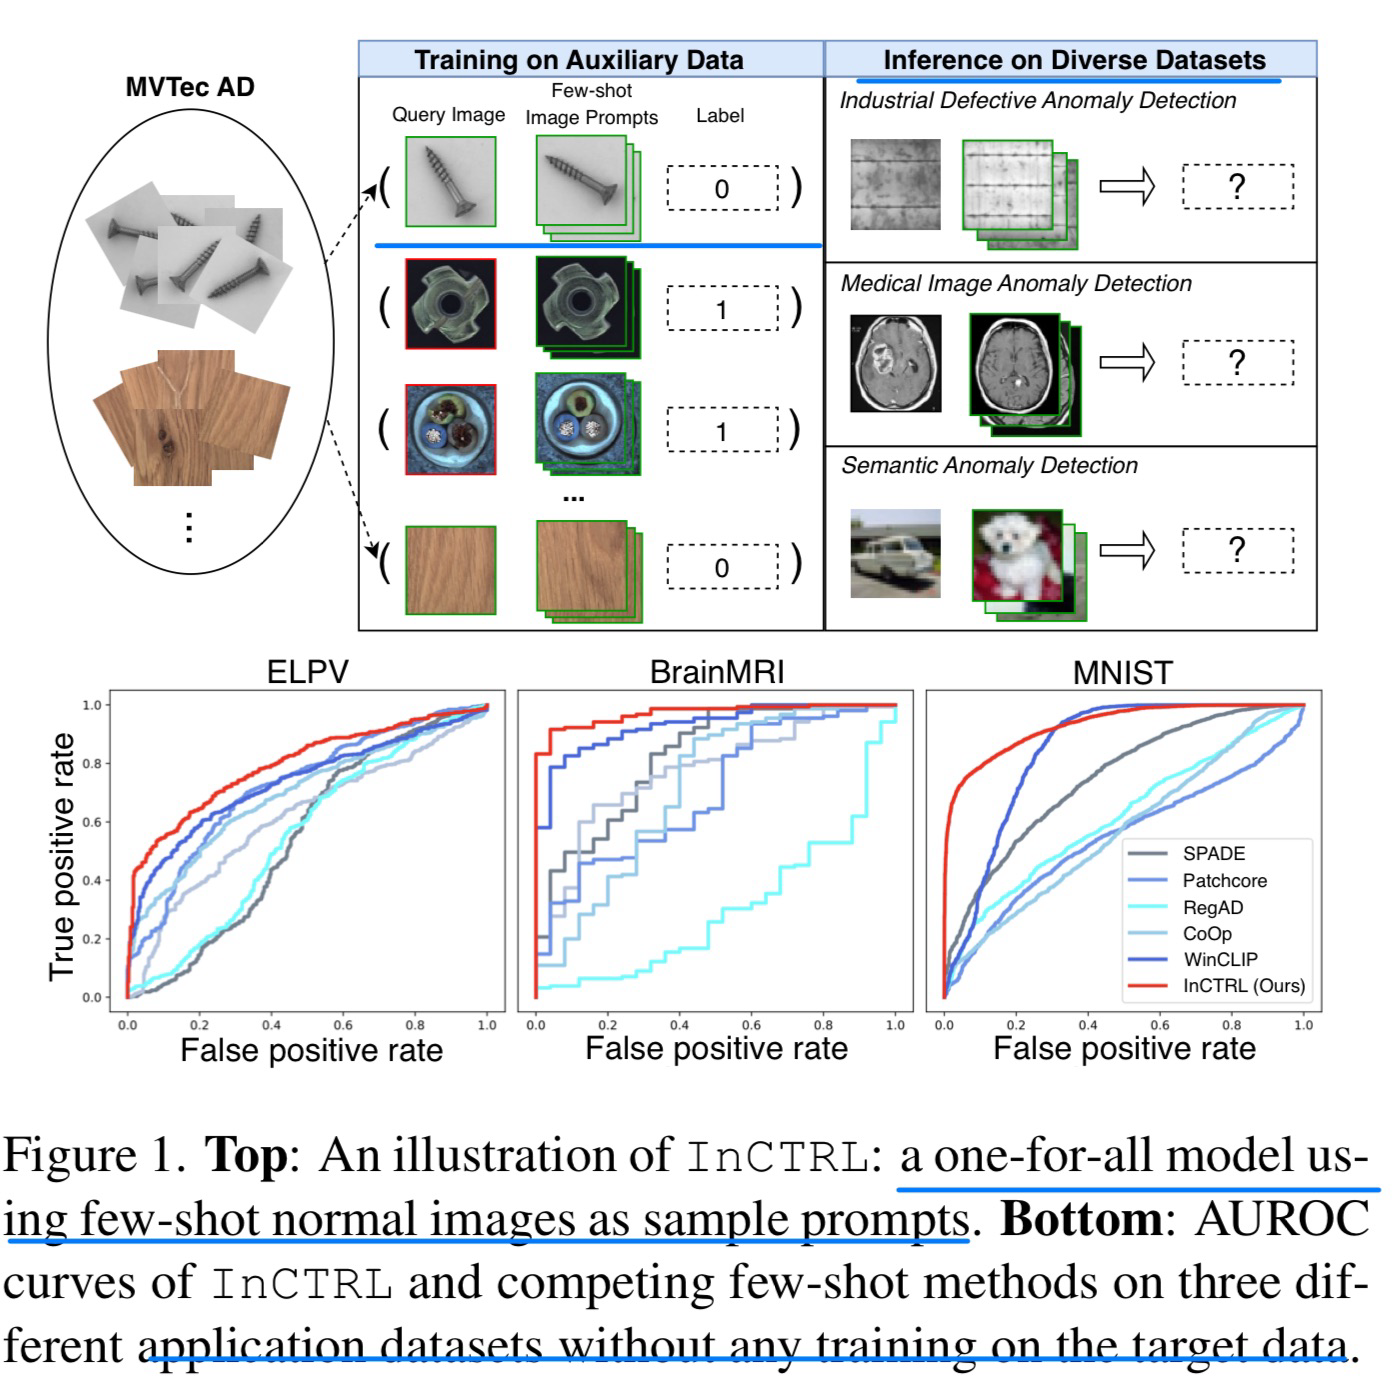 MVTec AD
Training on Auxiliary Data
Inference on Diverse Datasets
Query Image
Few-shot
Image Prompts
Label
( 0 )
( 1 )
( 1 )
...
( 0 )
Industrial Defective Anomaly Detection
?
Medical Image Anomaly Detection
?
Semantic Anomaly Detection
?
ELPV
True positive rate
1.0
0.8
0.6
0.4
0.2
0.0
0.0 0.2 0.4 0.6 0.8 1.0
False positive rate
BrainMRI
0.0 0.2 0.4 0.6 0.8 1.0
False positive rate
MNIST
SPADE
Patchcore
RegAD
CoOp
WinCLIP
InCTRL (Ours)
0.0 0.2 0.4 0.6 0.8 1.0
False positive rate
Figure 1. Top: An illustration of InCTRL: a one-for-all model us-
ing few-shot normal images as sample prompts. Bottom: AUROC
curves of InCTRL and competing few-shot methods on three dif-
ferent application datasets without any training on the target data.